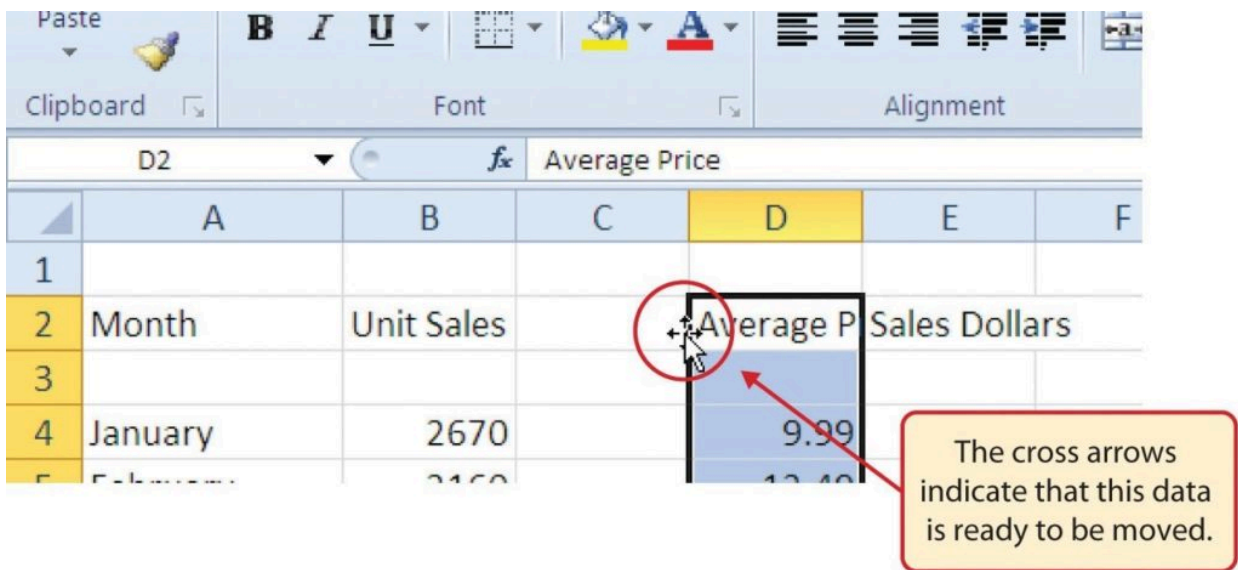 Paste
B I U A
Clipboard Font Alignment
D2 fx Average Price
A B C D E F
1
2 Month Unit Sales Average P Sales Dollars
3
4 January 2670 9.99
The cross arrows
indicate that this data
is ready to be moved.